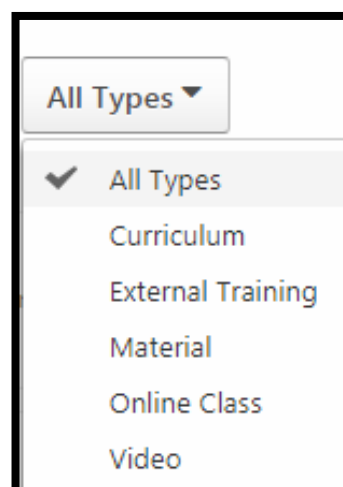 All Types
All Types
Curriculum
External Training
Material
Online Class
Video